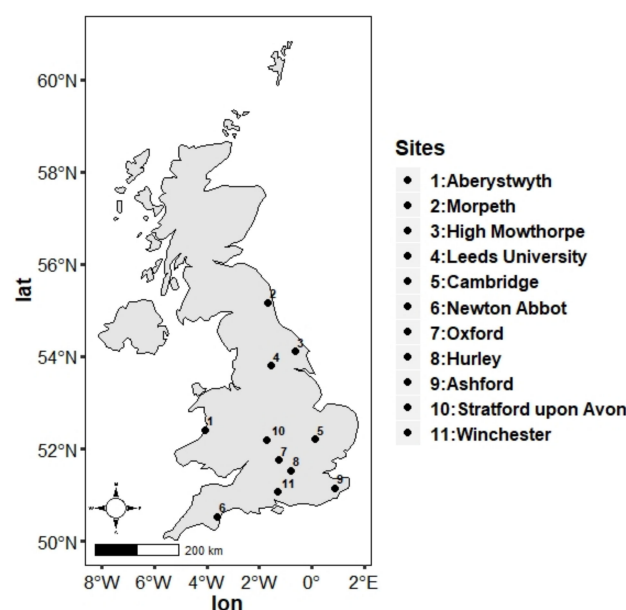 60°N
58°N
56°N
54°N
52°N
50°N
lat
8°W 6°W 4°W 2°W 0° 2°E
lon
200 km
2
3
4
1
10
5
7
8
11
9
6
Sites
1:Aberystwyth
2:Morpeth
3:High Mowthorpe
4:Leeds University
5:Cambridge
6:Newton Abbot
7:Oxford
8:Hurley
9:Ashford
10:Stratford upon Avon
11:Winchester